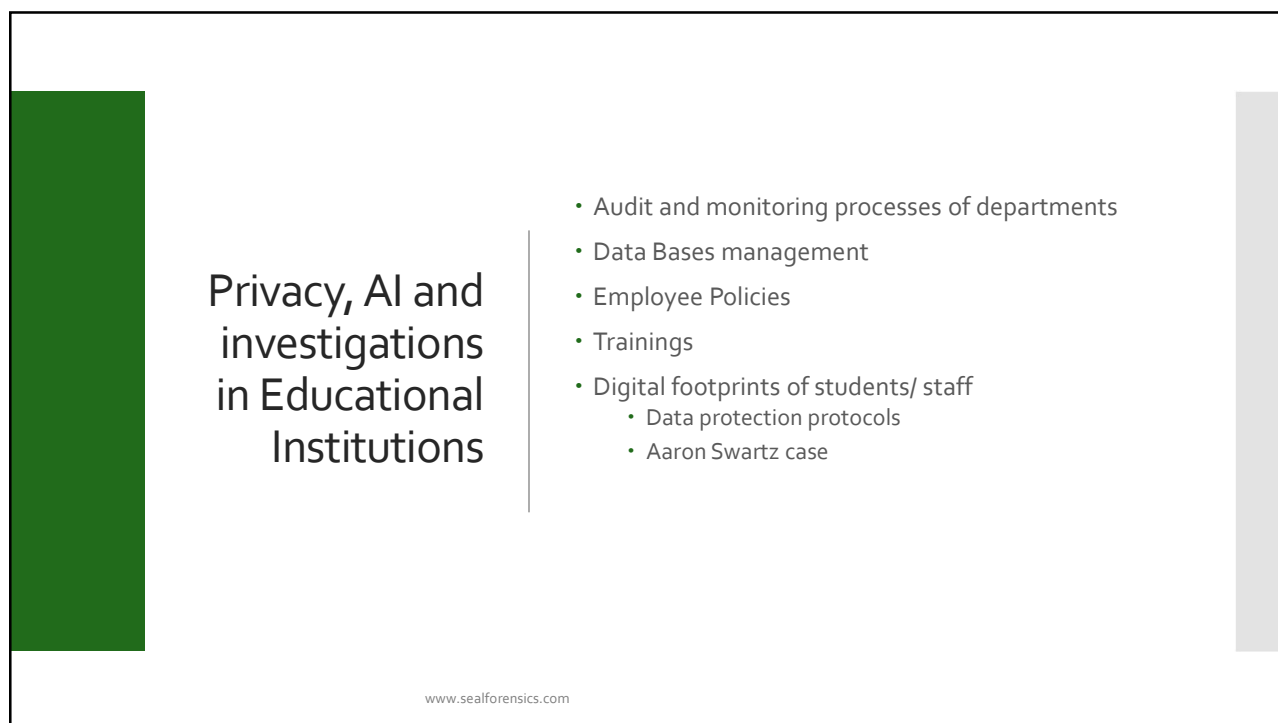 Privacy, AI and
investigations
in Educational
Institutions
• Audit and monitoring processes of departments
• Data Bases management
• Employee Policies
• Trainings
• Digital footprints of students/ staff
• Data protection protocols
• Aaron Swartz case
www.sealforensics.com